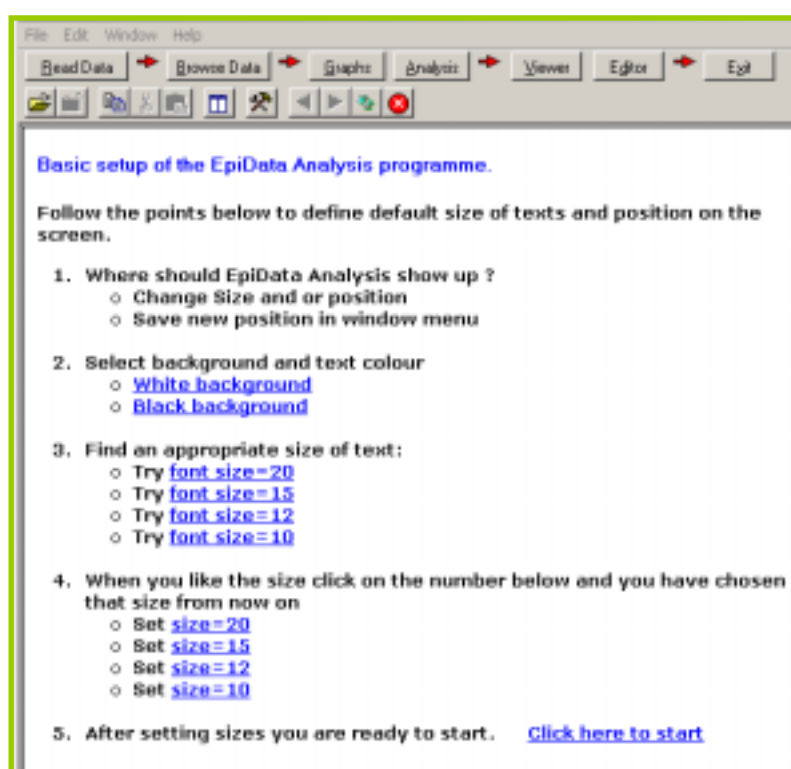 File Edit Window Help
Read Data Browse Data Graphs Analysis Viewer Editor Exit
Basic setup of the EpiData Analysis programme.
Follow the points below to define default size of texts and position on the
screen.
1. Where should EpiData Analysis show up ?
○ Change Size and or position
○ Save new position in window menu
2. Select background and text colour
○ White background
○ Black background
3. Find an appropriate size of text:
○ Try font size=20
○ Try font size=15
○ Try font size=12
○ Try font size=10
4. When you like the size click on the number below and you have chosen
that size from now on
○ Set size=20
○ Set size=15
○ Set size=12
○ Set size=10
5. After setting sizes you are ready to start. Click here to start